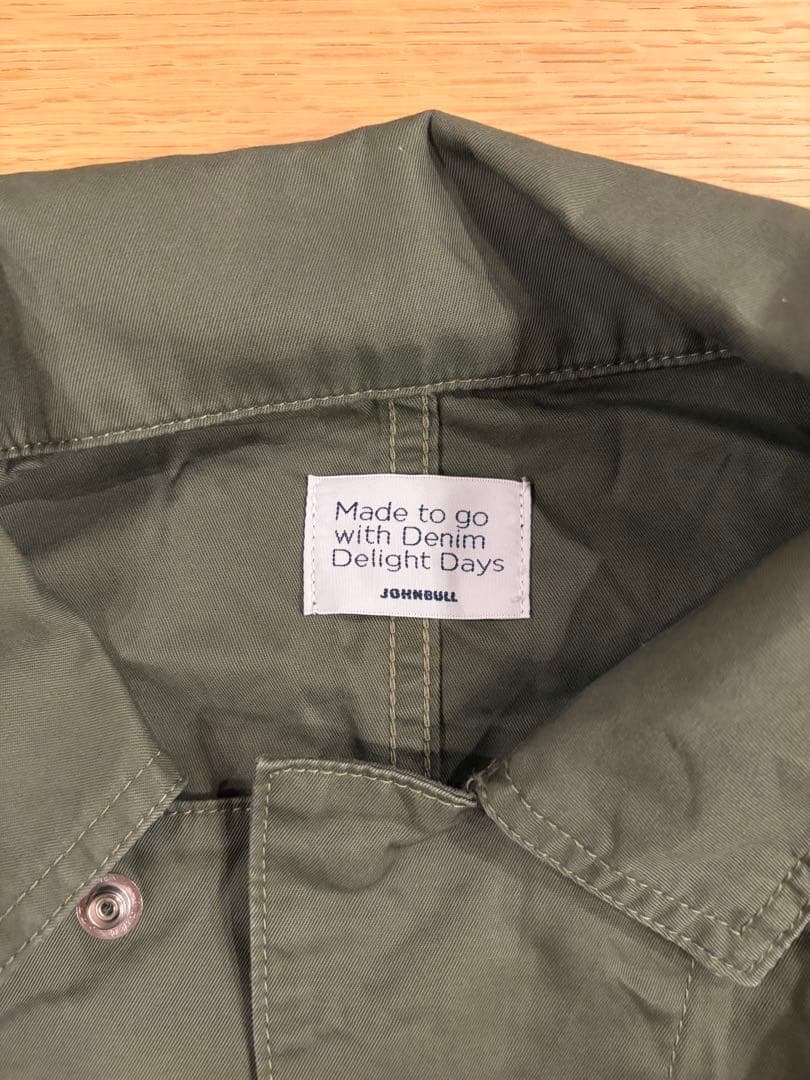 Made to go
with Denim
Delight Days
JOHNBULL